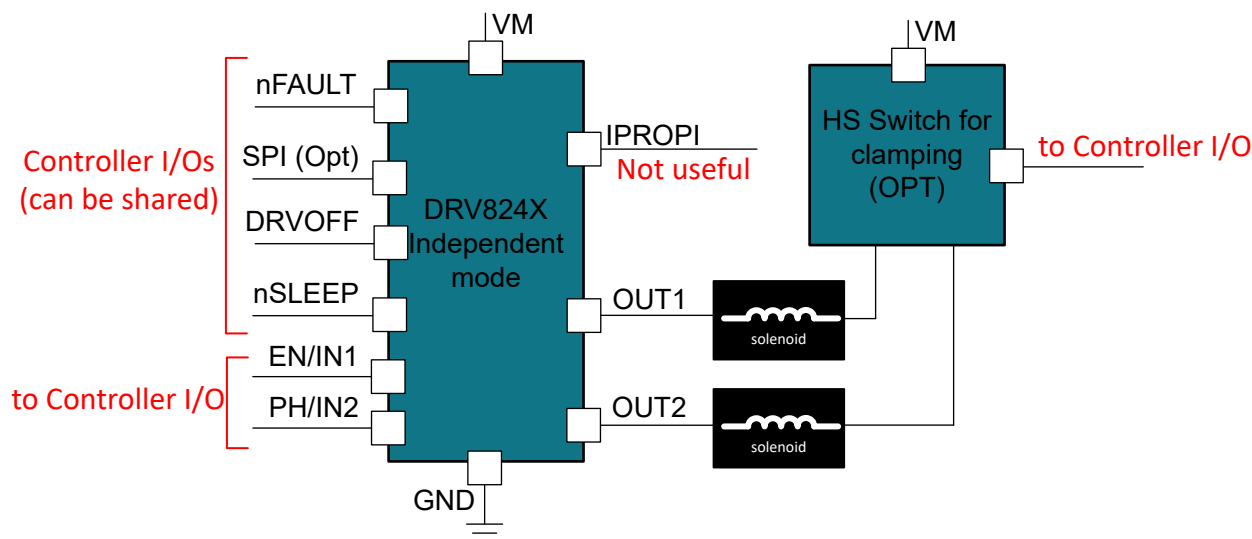 VM
nFAULT
SPI (Opt)
DRVOFF
nSLEEP
EN/IN1
PH/IN2
Controller I/Os
(can be shared)
to Controller I/O
DRV824X
Independent
mode
GND
IPROPI
Not useful
OUT1
OUT2
solenoid
solenoid
VM
HS Switch for
clamping
(OPT)
to Controller I/O